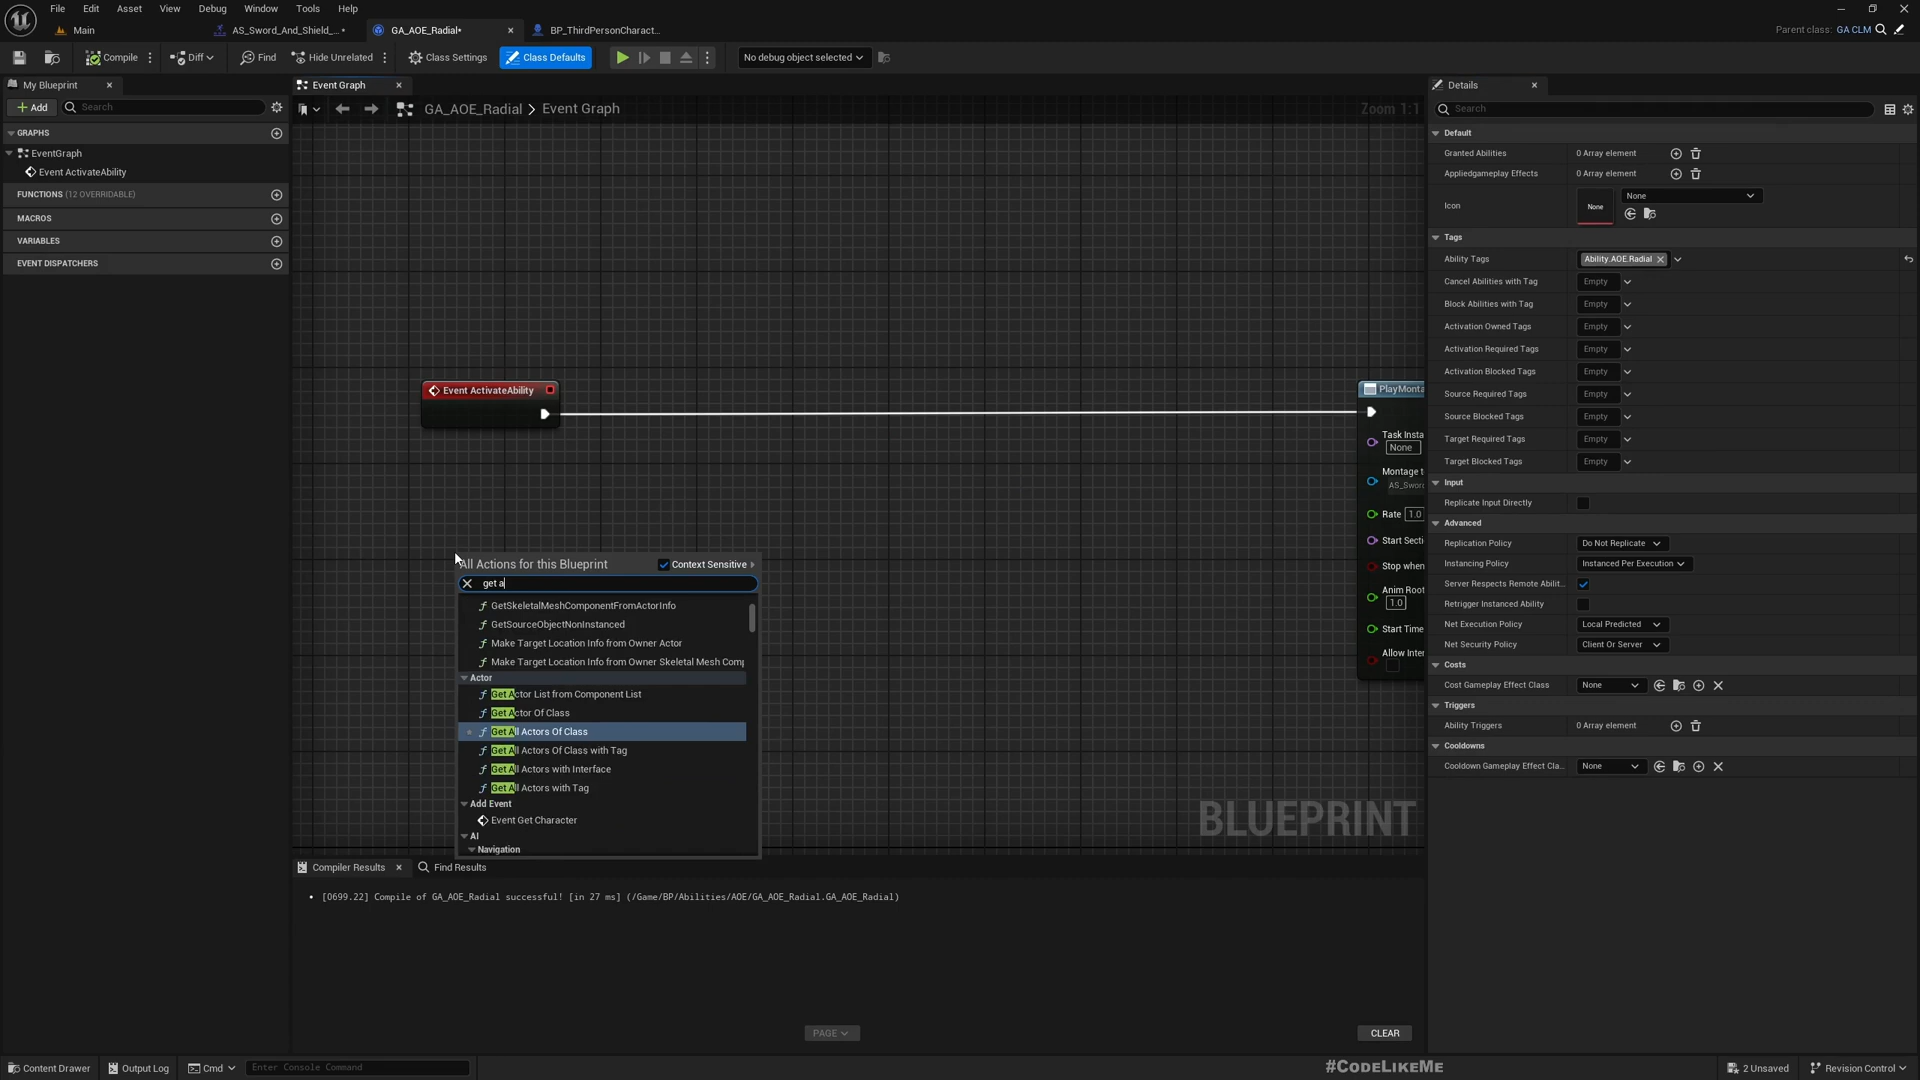 File Edit Asset View Debug Window Tools Help
Main
AS_Sword_And_Shield_...•
GA_AOE_Radial•
BP_ThirdPersonCharact...
Parent class: GA CLM
Compile
Diff
Find
Hide Unrelated
Class Settings
Class Defaults
No debug object selected
My Blueprint
Add
Search
GRAPHS
EventGraph
Event ActivateAbility
FUNCTIONS (12 OVERRIDABLE)
MACROS
VARIABLES
EVENT DISPATCHERS
Event Graph
GA_AOE_Radial > Event Graph
Zoom 1:1
Event ActivateAbility
PlayMonta
Task Insta
None
Montage to
AS_Sword
Rate 1.0
Start Secti
Stop when
Anim Root
1.0
Start Time
Allow Inter
All Actions for this Blueprint
Context Sensitive
get a
GetSkeletalMeshComponentFromActorInfo
GetSourceObjectNonInstanced
Make Target Location Info from Owner Actor
Make Target Location Info from Owner Skeletal Mesh Comp
Actor
Get Actor List from Component List
Get Actor Of Class
Get All Actors Of Class
Get All Actors Of Class with Tag
Get All Actors with Interface
Get All Actors with Tag
Add Event
Event Get Character
AI
Navigation
BLUEPRINT
Compiler Results
Find Results
• [0699.22] Compile of GA_AOE_Radial successful! [in 27 ms] (/Game/BP/Abilities/AOE/GA_AOE_Radial.GA_AOE_Radial)
PAGE
CLEAR
Details
Search
Default
Granted Abilities 0 Array element
Appliedgameplay Effects 0 Array element
Icon None None
Tags
Ability Tags Ability.AOE.Radial
Cancel Abilities with Tag Empty
Block Abilities with Tag Empty
Activation Owned Tags Empty
Activation Required Tags Empty
Activation Blocked Tags Empty
Source Required Tags Empty
Source Blocked Tags Empty
Target Required Tags Empty
Target Blocked Tags Empty
Input
Replicate Input Directly
Advanced
Replication Policy Do Not Replicate
Instancing Policy Instanced Per Execution
Server Respects Remote Abilit...
Retrigger Instanced Ability
Net Execution Policy Local Predicted
Net Security Policy Client Or Server
Costs
Cost Gameplay Effect Class None
Triggers
Ability Triggers 0 Array element
Cooldowns
Cooldown Gameplay Effect Cla... None
Content Drawer
Output Log
Cmd
Enter Console Command
#CodeLikeMe
2 Unsaved
Revision Control